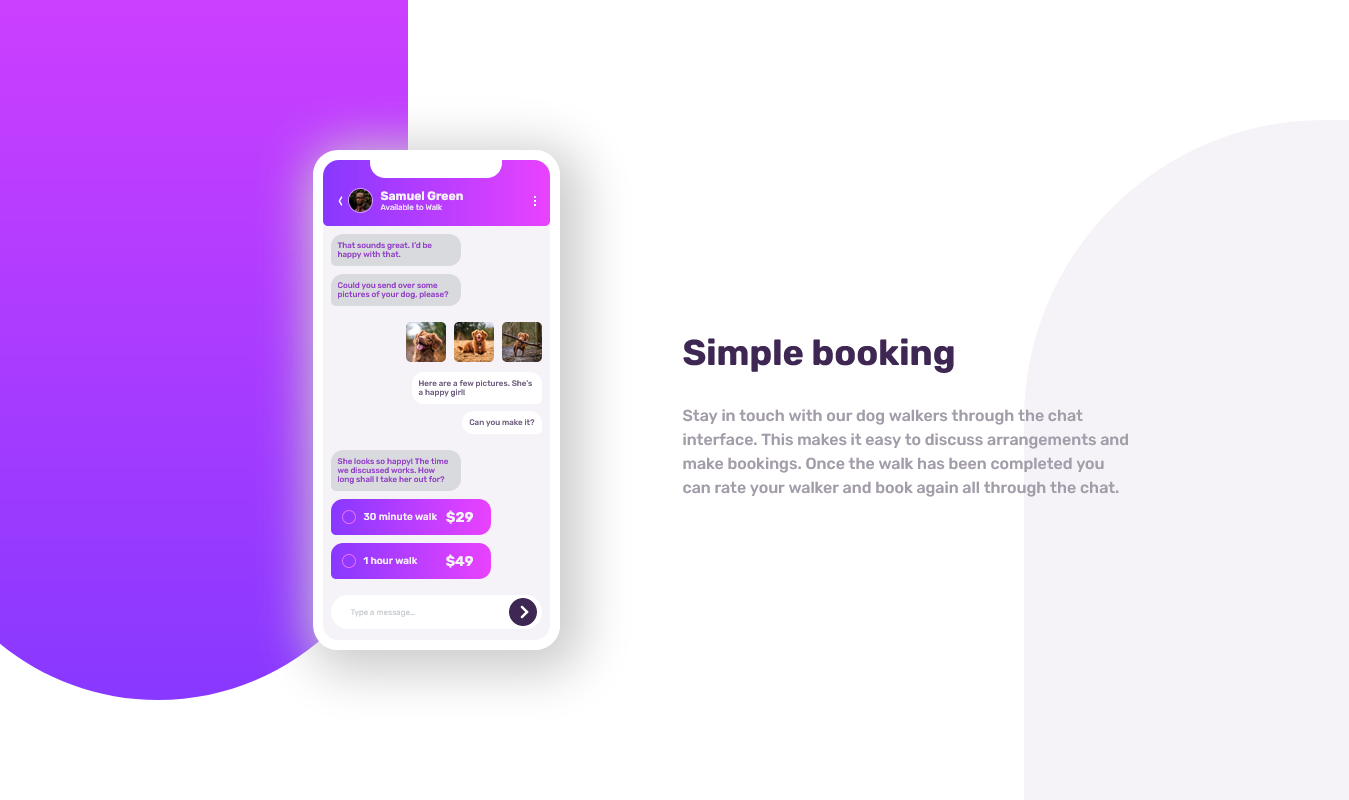 Samuel Green
Available to Walk
That sounds great. I'd be
happy with that.
Could you send over some
pictures of your dog, please?
Here are a few pictures. She's
a happy girl!
Can you make it?
She looks so happy! The time
we discussed works. How
long shall I take her out for?
30 minute walk $29
1 hour walk $49
Type a message…
Simple booking
Stay in touch with our dog walkers through the chat
interface. This makes it easy to discuss arrangements and
make bookings. Once the walk has been completed you
can rate your walker and book again all through the chat.